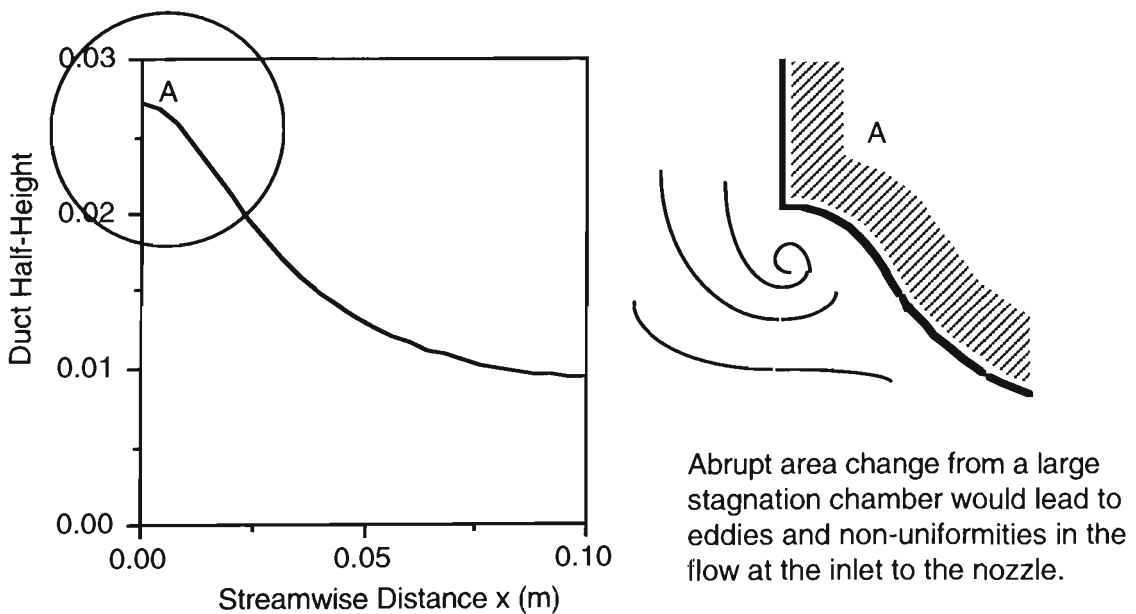 0.03
A
0.02
0.01
0.00
Duct Half-Height
0.00
0.05
0.10
Streamwise Distance x (m)
A
Abrupt area change from a large
stagnation chamber would lead to
eddies and non-uniformities in the
flow at the inlet to the nozzle.